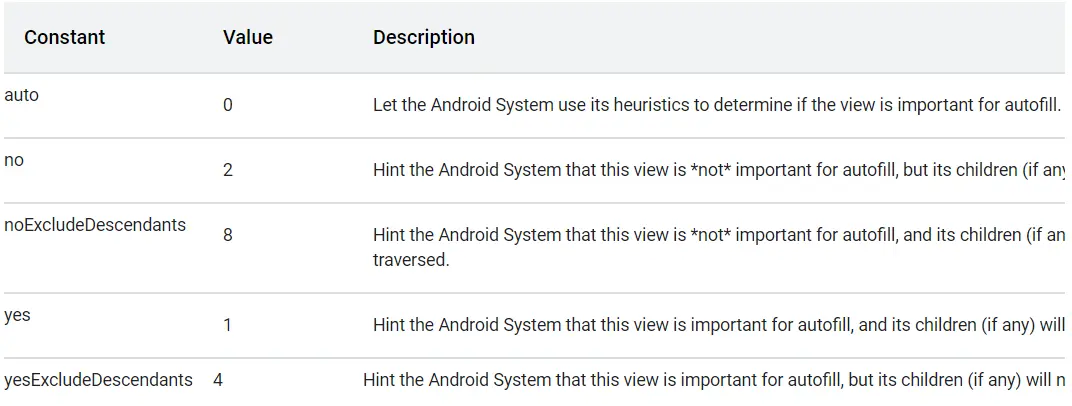 Constant Value Description
auto 0 Let the Android System use its heuristics to determine if the view is important for autofill.
no 2 Hint the Android System that this view is *not* important for autofill, but its children (if any
noExcludeDescendants 8 Hint the Android System that this view is *not* important for autofill, and its children (if an
traversed.
yes 1 Hint the Android System that this view is important for autofill, and its children (if any) will
yesExcludeDescendants 4 Hint the Android System that this view is important for autofill, but its children (if any) will n